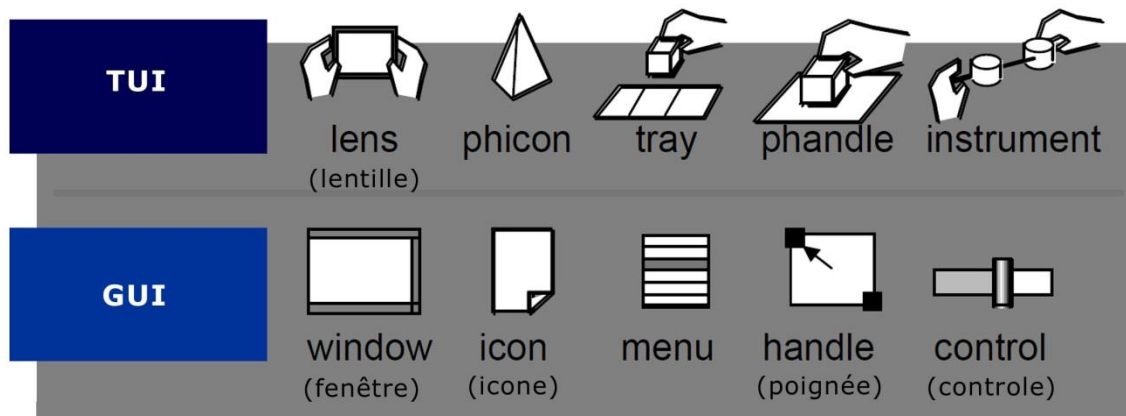 TUI
lens phicon tray phandle instrument
(lentille)
GUI
window icon menu handle control
(fenêtre) (icone) (poignée) (controle)